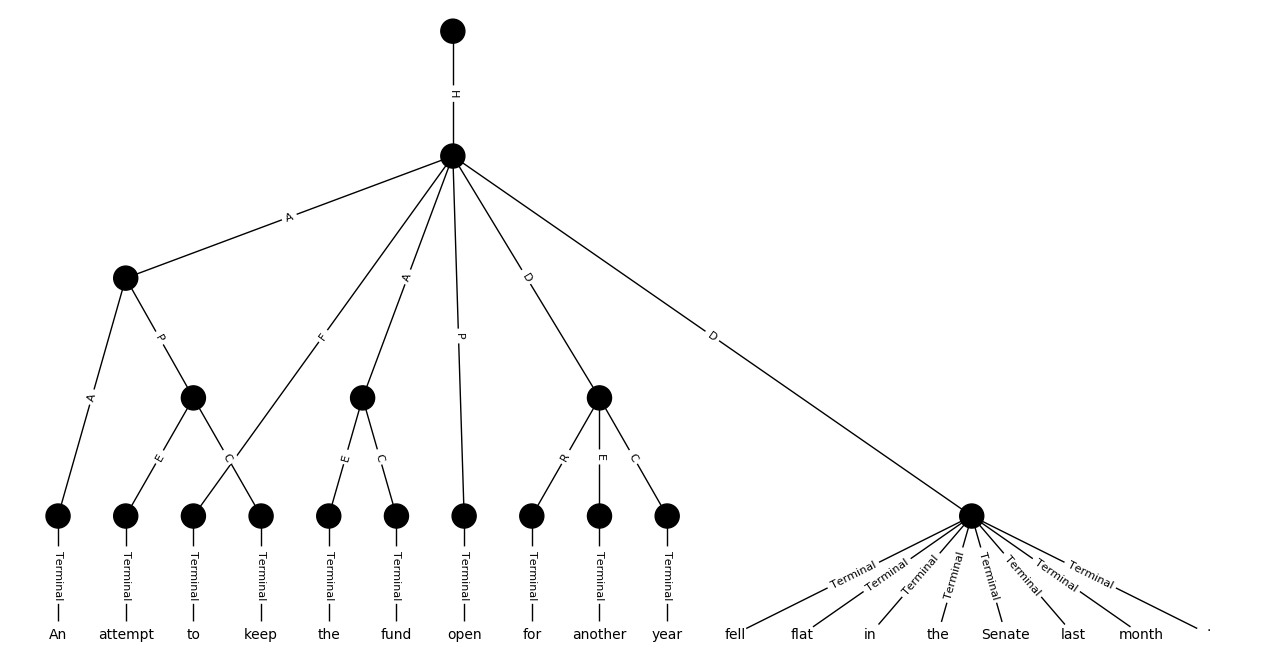 H
A
A
P
F
A
P
D
D
A
E
C
E
C
R
E
C
Terminal Terminal Terminal Terminal Terminal Terminal Terminal Terminal Terminal Terminal Terminal Terminal Terminal Terminal Terminal Terminal Terminal Terminal
An attempt to keep the fund open for another year fell flat in the Senate last month .